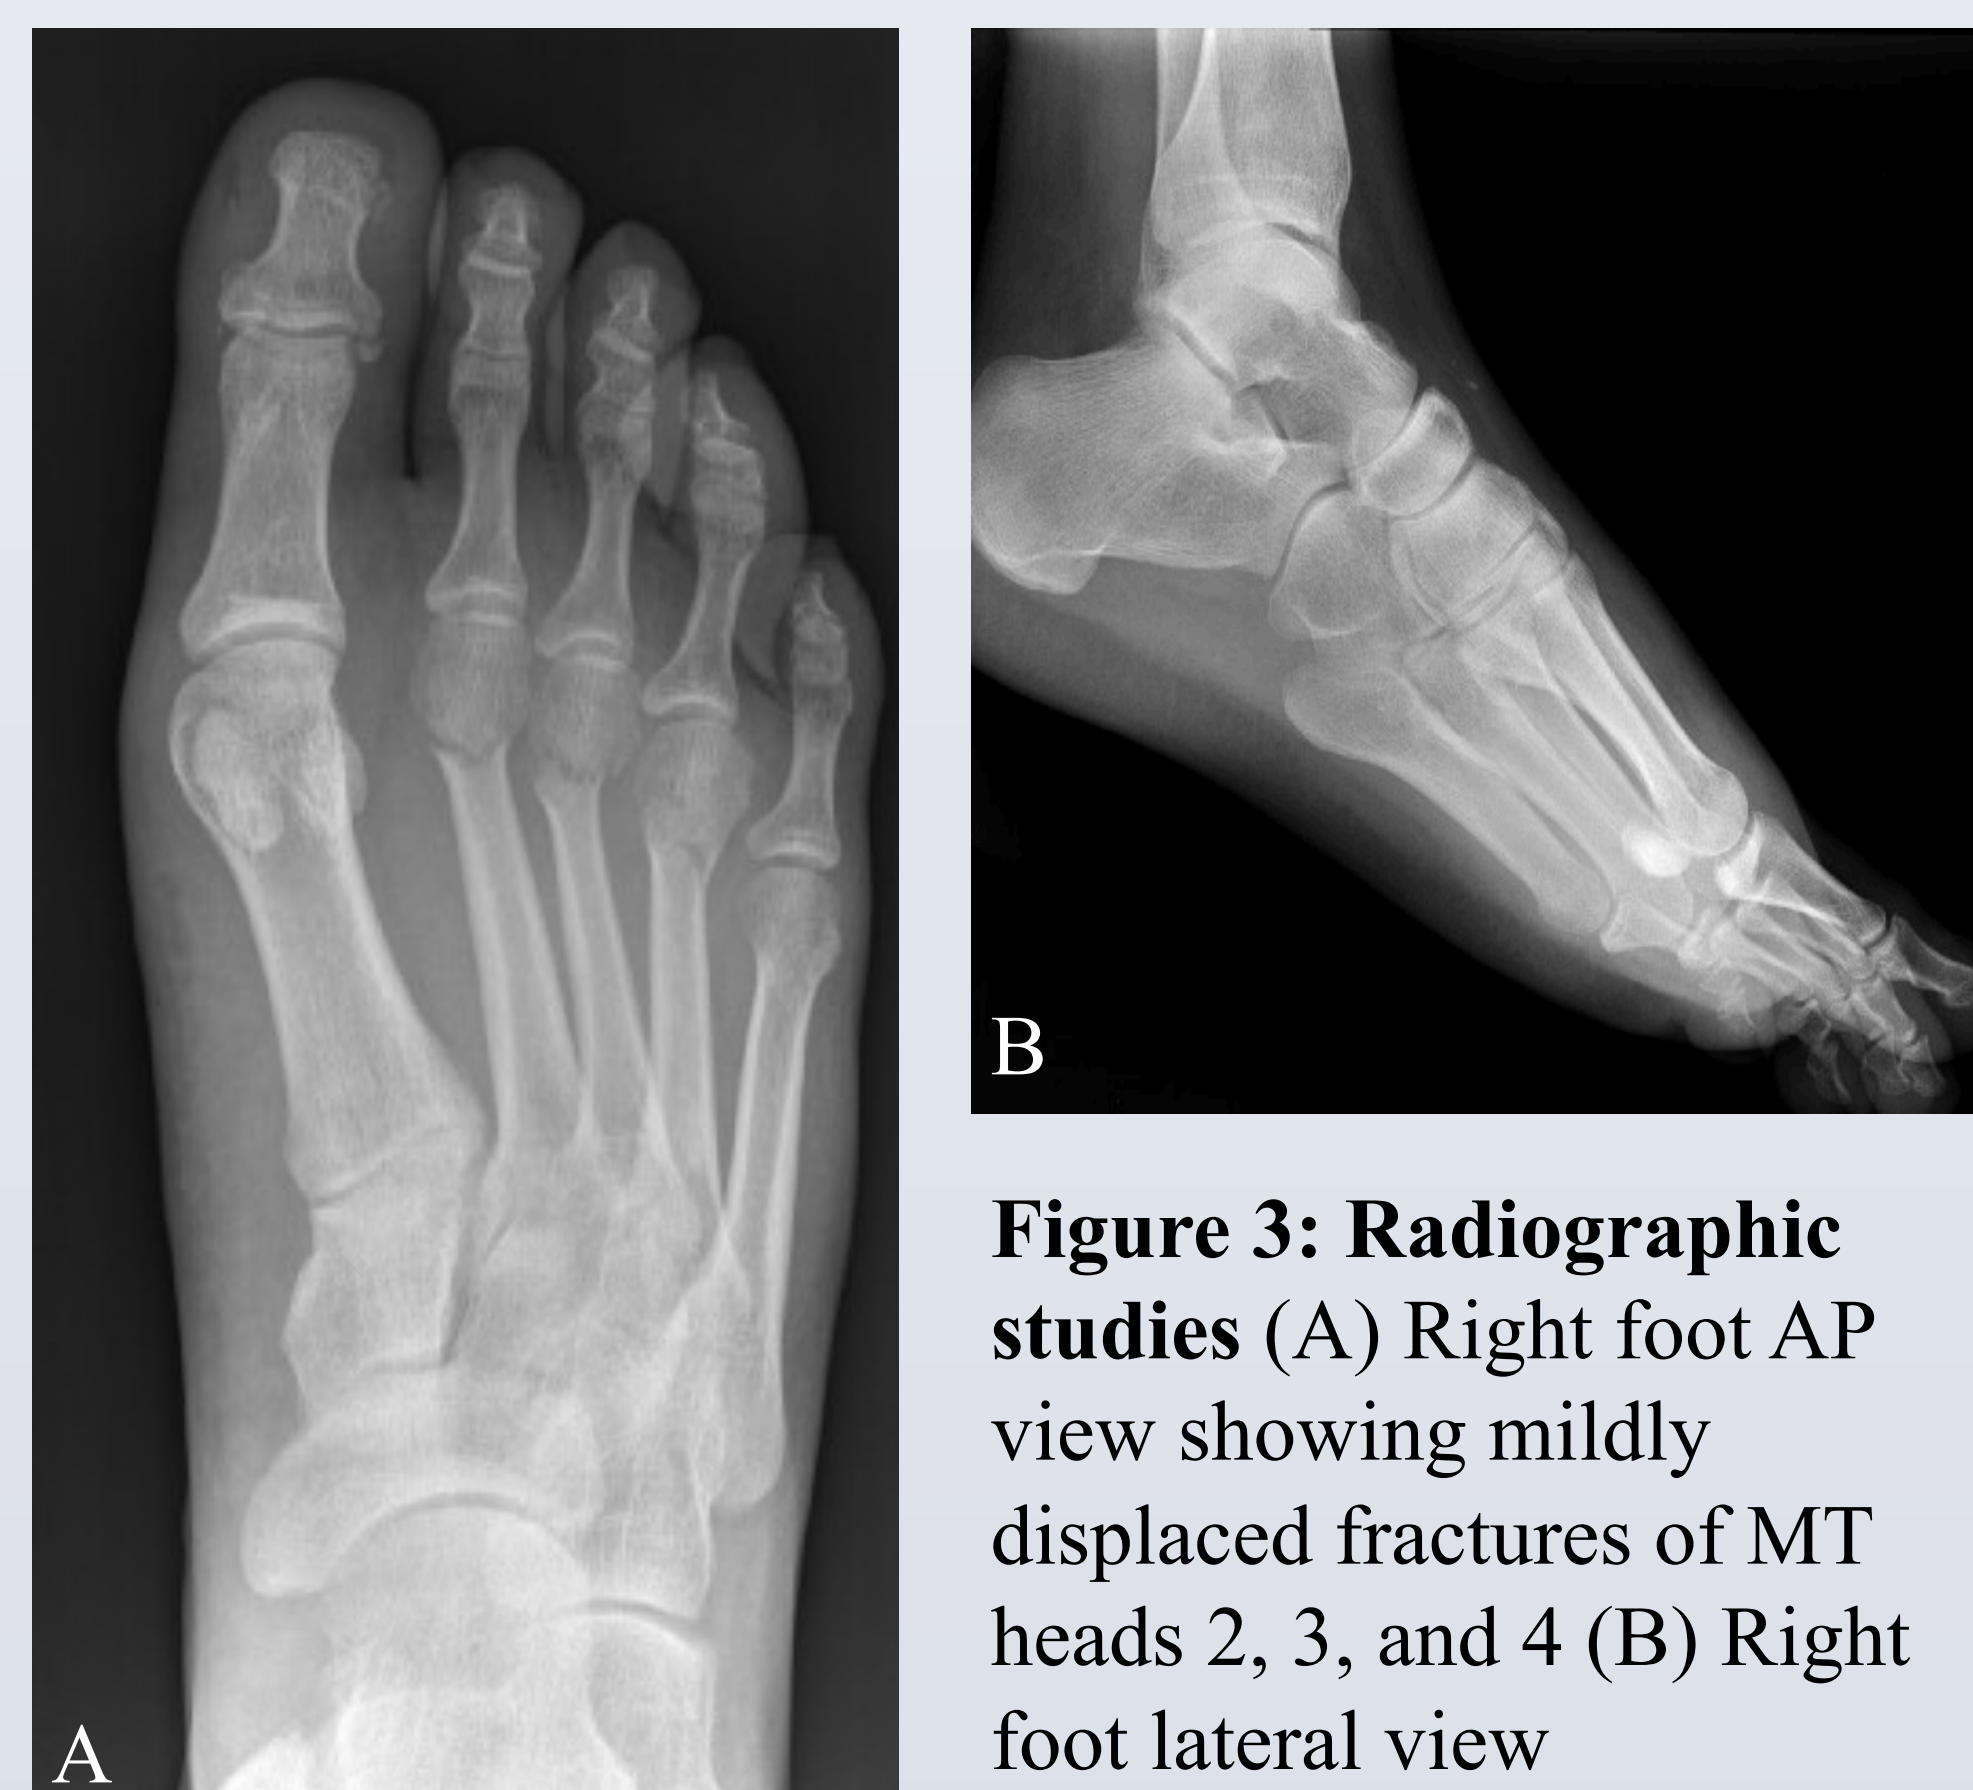 A
B
Figure 3: Radiographic
studies (A) Right foot AP
view showing mildly
displaced fractures of MT
heads 2, 3, and 4 (B) Right
foot lateral view